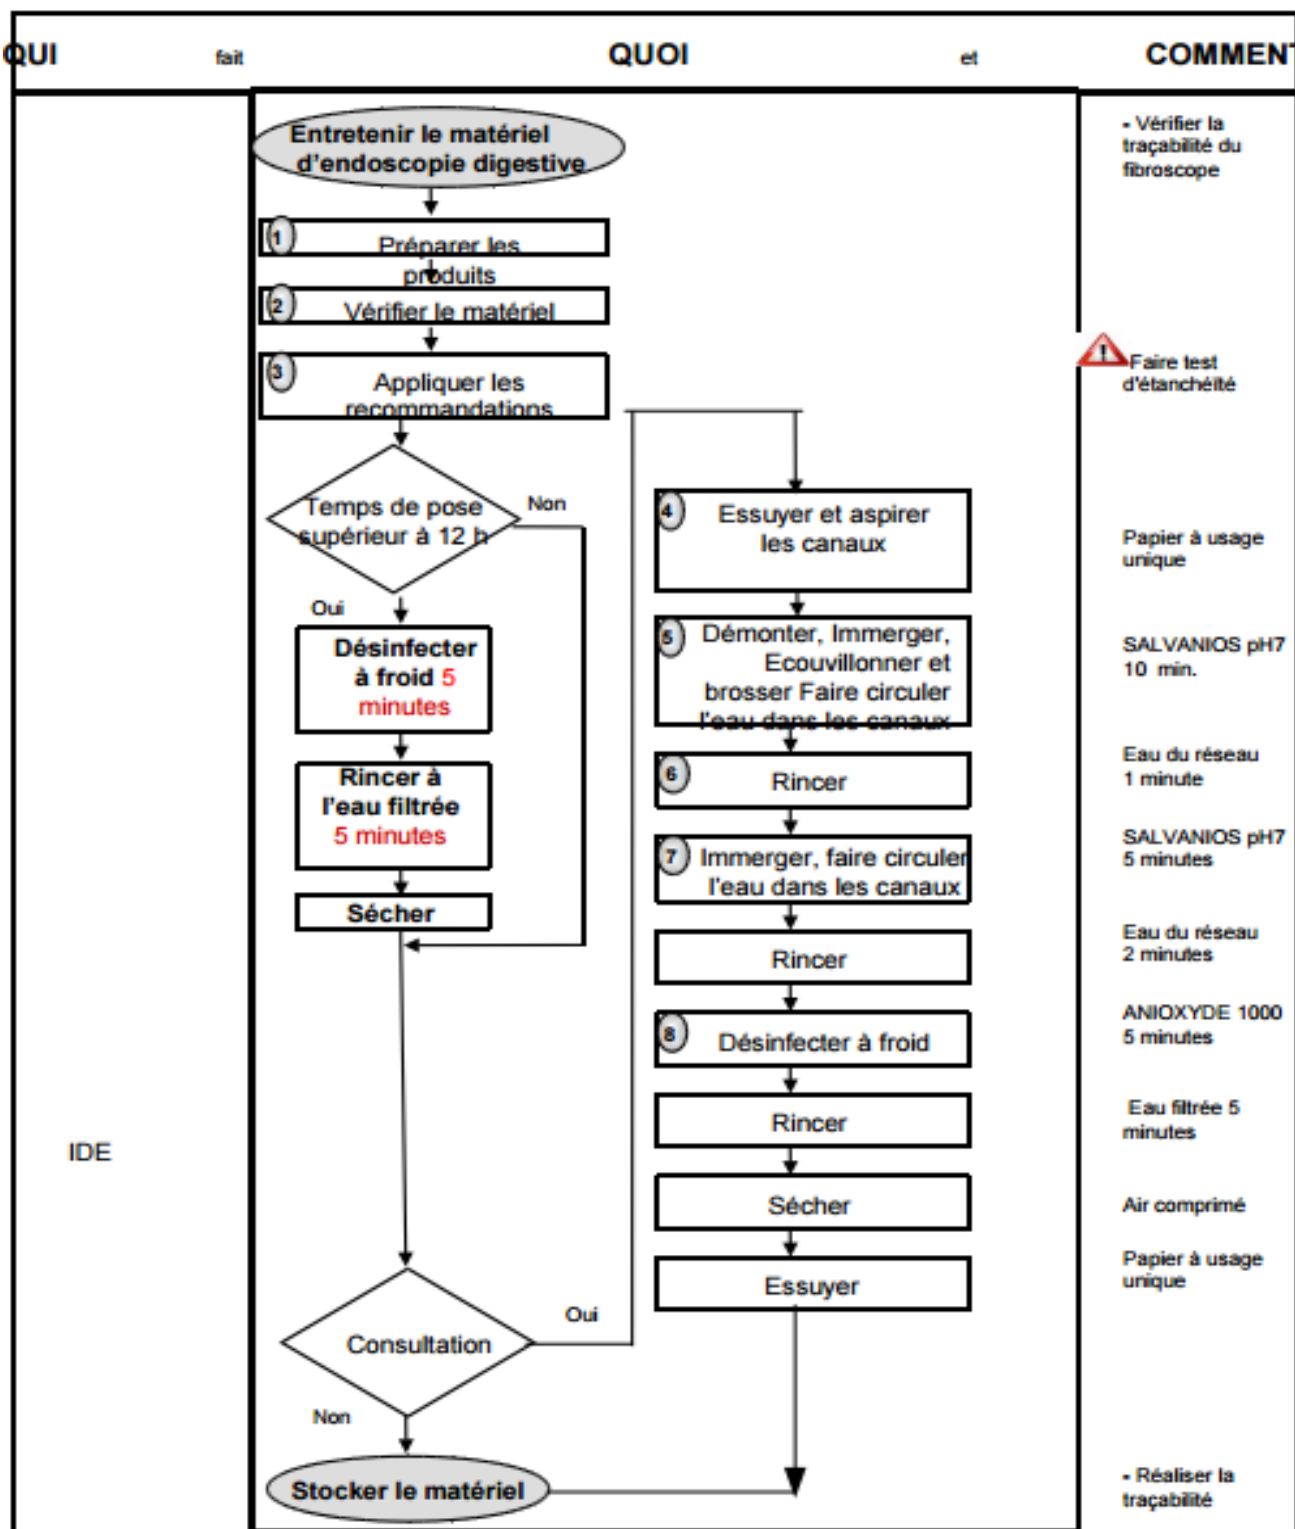 QUI fait QUOI et COMMENT
Entretenir le matériel
d'endoscopie digestive
- Vérifier la
traçabilité du
fibroscope
1
Préparer les
produits
2
Vérifier le matériel
3
Appliquer les
recommandations
Faire test
d'étanchéïté
Temps de pose
supérieur à 12 h
Non
Oui
Désinfecter
à froid 5
minutes
Rincer à
l'eau filtrée
5 minutes
Sécher
4
Essuyer et aspirer
les canaux
Papier à usage
unique
5
Démonter, Immerger,
Ecouvillonner et
brosser Faire circuler
l'eau dans les canaux
SALVANIOS pH7
10 min.
6
Rincer
Eau du réseau
1 minute
7
Immerger, faire circuler
l'eau dans les canaux
SALVANIOS pH7
5 minutes
Rincer
Eau du réseau
2 minutes
8
Désinfecter à froid
ANIOXYDE 1000
5 minutes
Rincer
Eau filtrée 5
minutes
IDE
Sécher
Air comprimé
Essuyer
Papier à usage
unique
Consultation
Oui
Non
Stocker le matériel
- Réaliser la
traçabilité